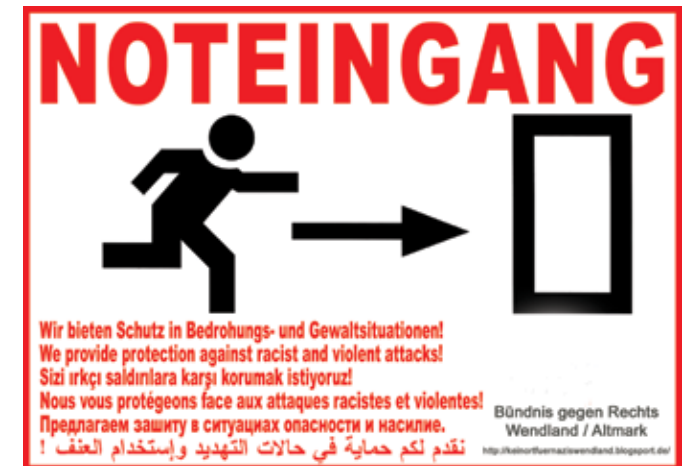 NOTEINGANG
Wir bieten Schutz in Bedrohungs- und Gewaltsituationen!
We provide protection against racist and violent attacks!
Sizi ırkçı saldırılara karşı korumak istiyoruz!
Nous vous protégeons face aux attaques racistes et violentes!
Предлагаем зашиту в ситуациах опасности и насилие.
نقدم لكم حماية في حالات التهديد وإستخدام العنف !
Bündnis gegen Rechts
Wendland / Altmark
http://keinortfuernaziswendland.blogsport.de/